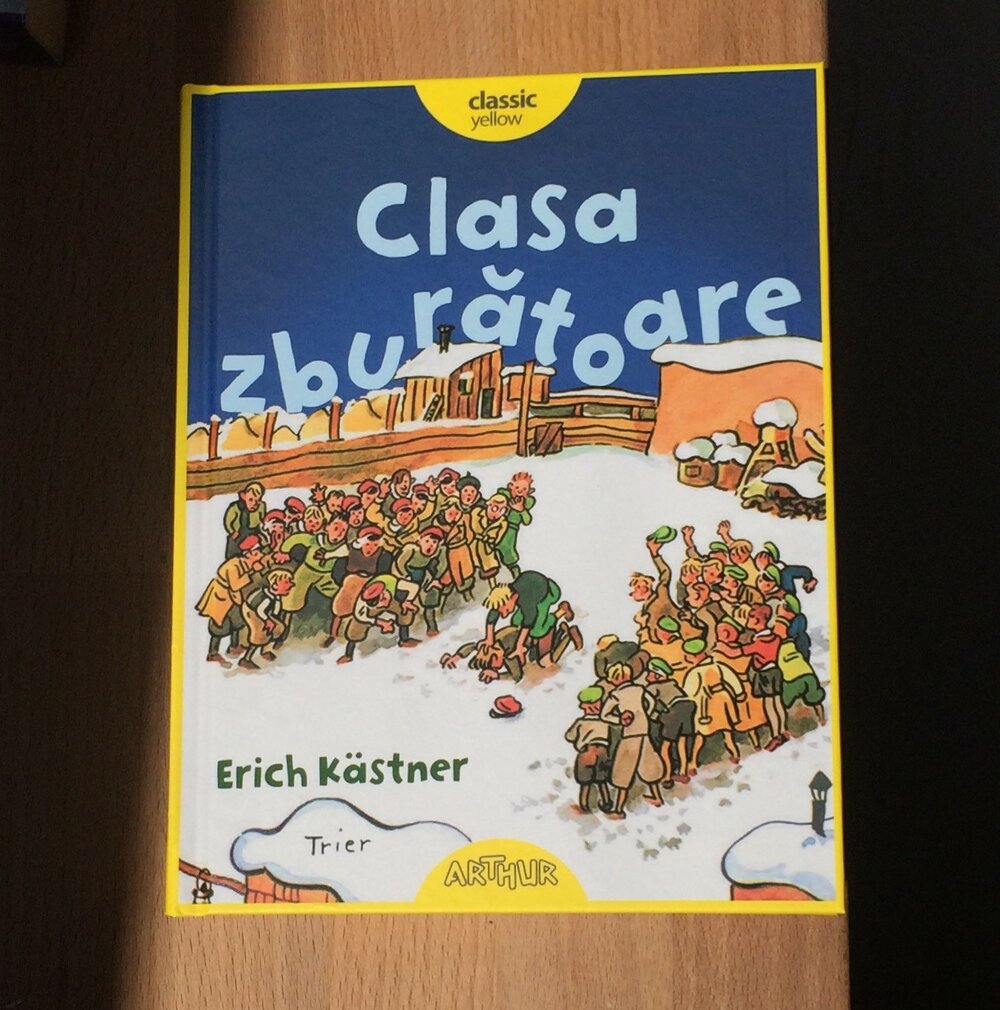 classic
yellow
Clasa
zburătoare
Erich Kästner
Trier
ARTHUR